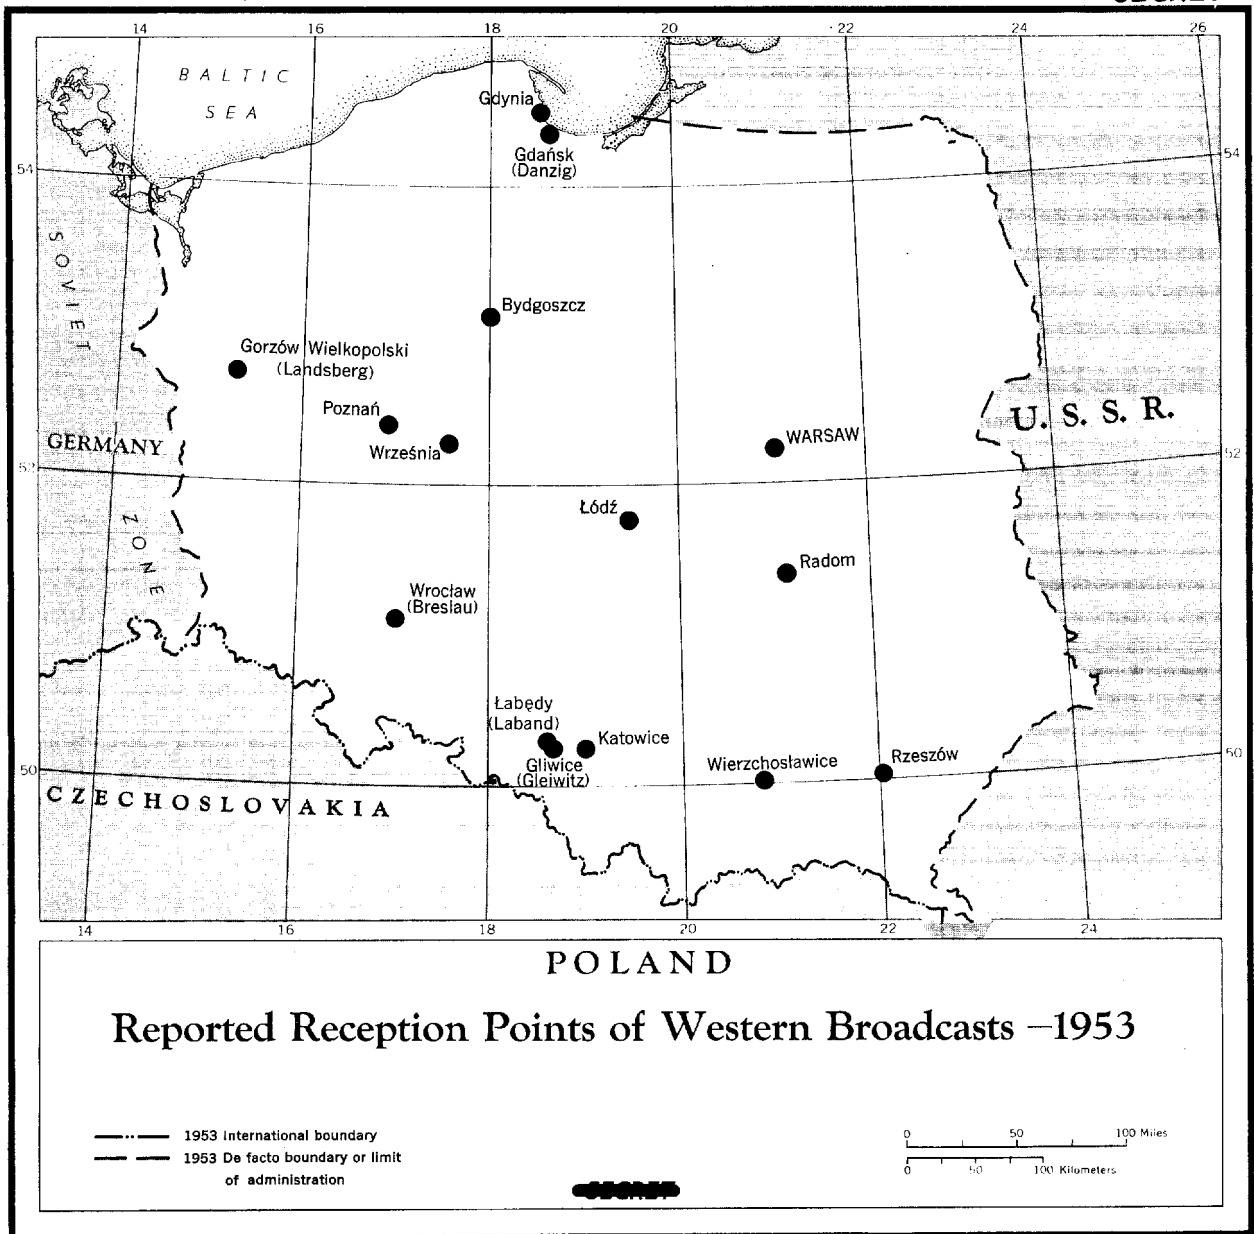 14 16 18 20 22 24 26
BALTIC
SEA
Gdynia
Gdańsk
(Danzig)
54 54
SOVIET
Bydgoszcz
Gorzów Wielkopolski
(Landsberg)
Poznań
U. S. S. R.
GERMANY
Września
WARSAW
52 52
ZONE
Łódź
Radom
Wrocław
(Breslau)
Łabędy
(Laband)
Katowice
Gliwice
(Gleiwitz)
Wierzchosławice
Rzeszów
50 50
CZECHOSLOVAKIA
14 16 18 20 22 24
POLAND
Reported Reception Points of Western Broadcasts —1953
1953 International boundary
1953 De facto boundary or limit
of administration
0 50 100 Miles
0 50 100 Kilometers